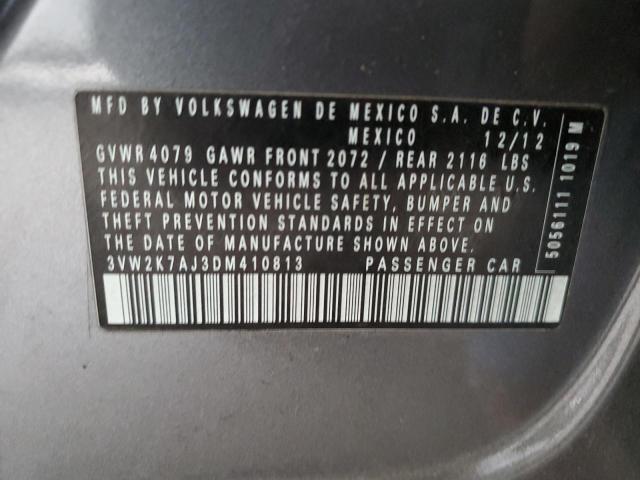 MFD BY VOLKSWAGEN DE MEXICO S.A. DE C.V.
MEXICO 12/12
GVWR 4079 GAWR FRONT 2072 / REAR 2116 LBS
THIS VEHICLE CONFORMS TO ALL APPLICABLE U.S.
FEDERAL MOTOR VEHICLE SAFETY, BUMPER AND
THEFT PREVENTION STANDARDS IN EFFECT ON
THE DATE OF MANUFACTURE SHOWN ABOVE.
3VW2K7AJ3DM410813 PASSENGER CAR
5056111 1019 M